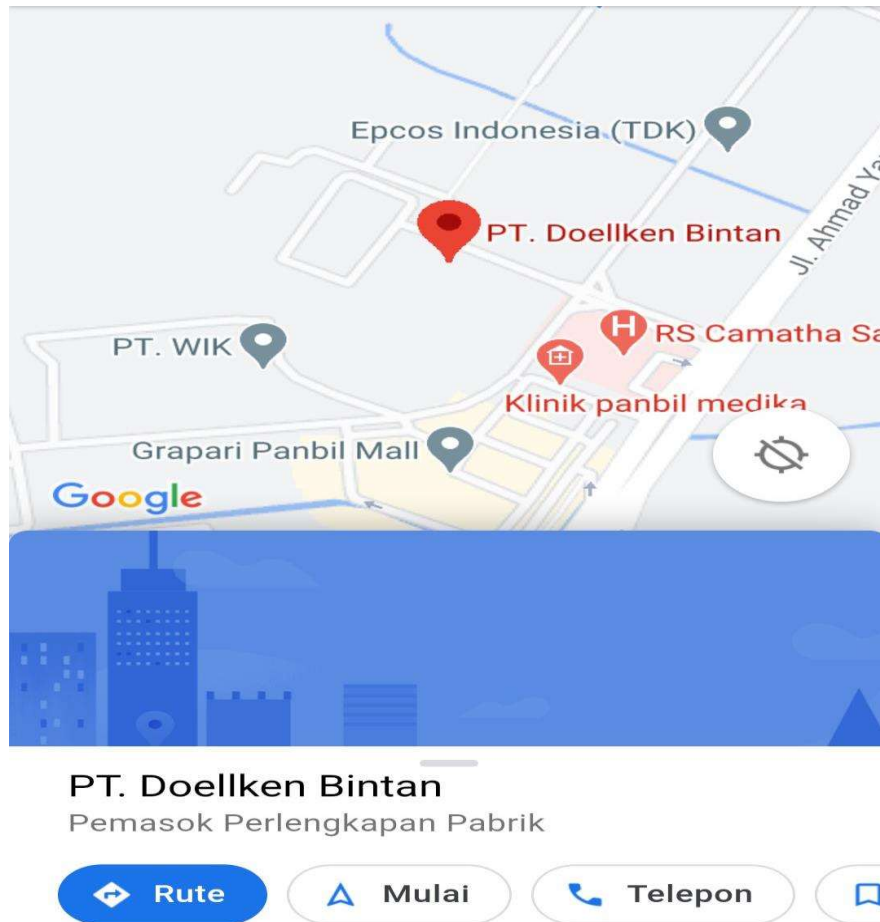 Epcos Indonesia (TDK)
Jl. Ahmad Ya
PT. Doellken Bintan
PT. WIK
H
RS Camatha Sa
Klinik panbil medika
Grapari Panbil Mall
Google
PT. Doellken Bintan
Pemasok Perlengkapan Pabrik
Rute
Mulai
Telepon